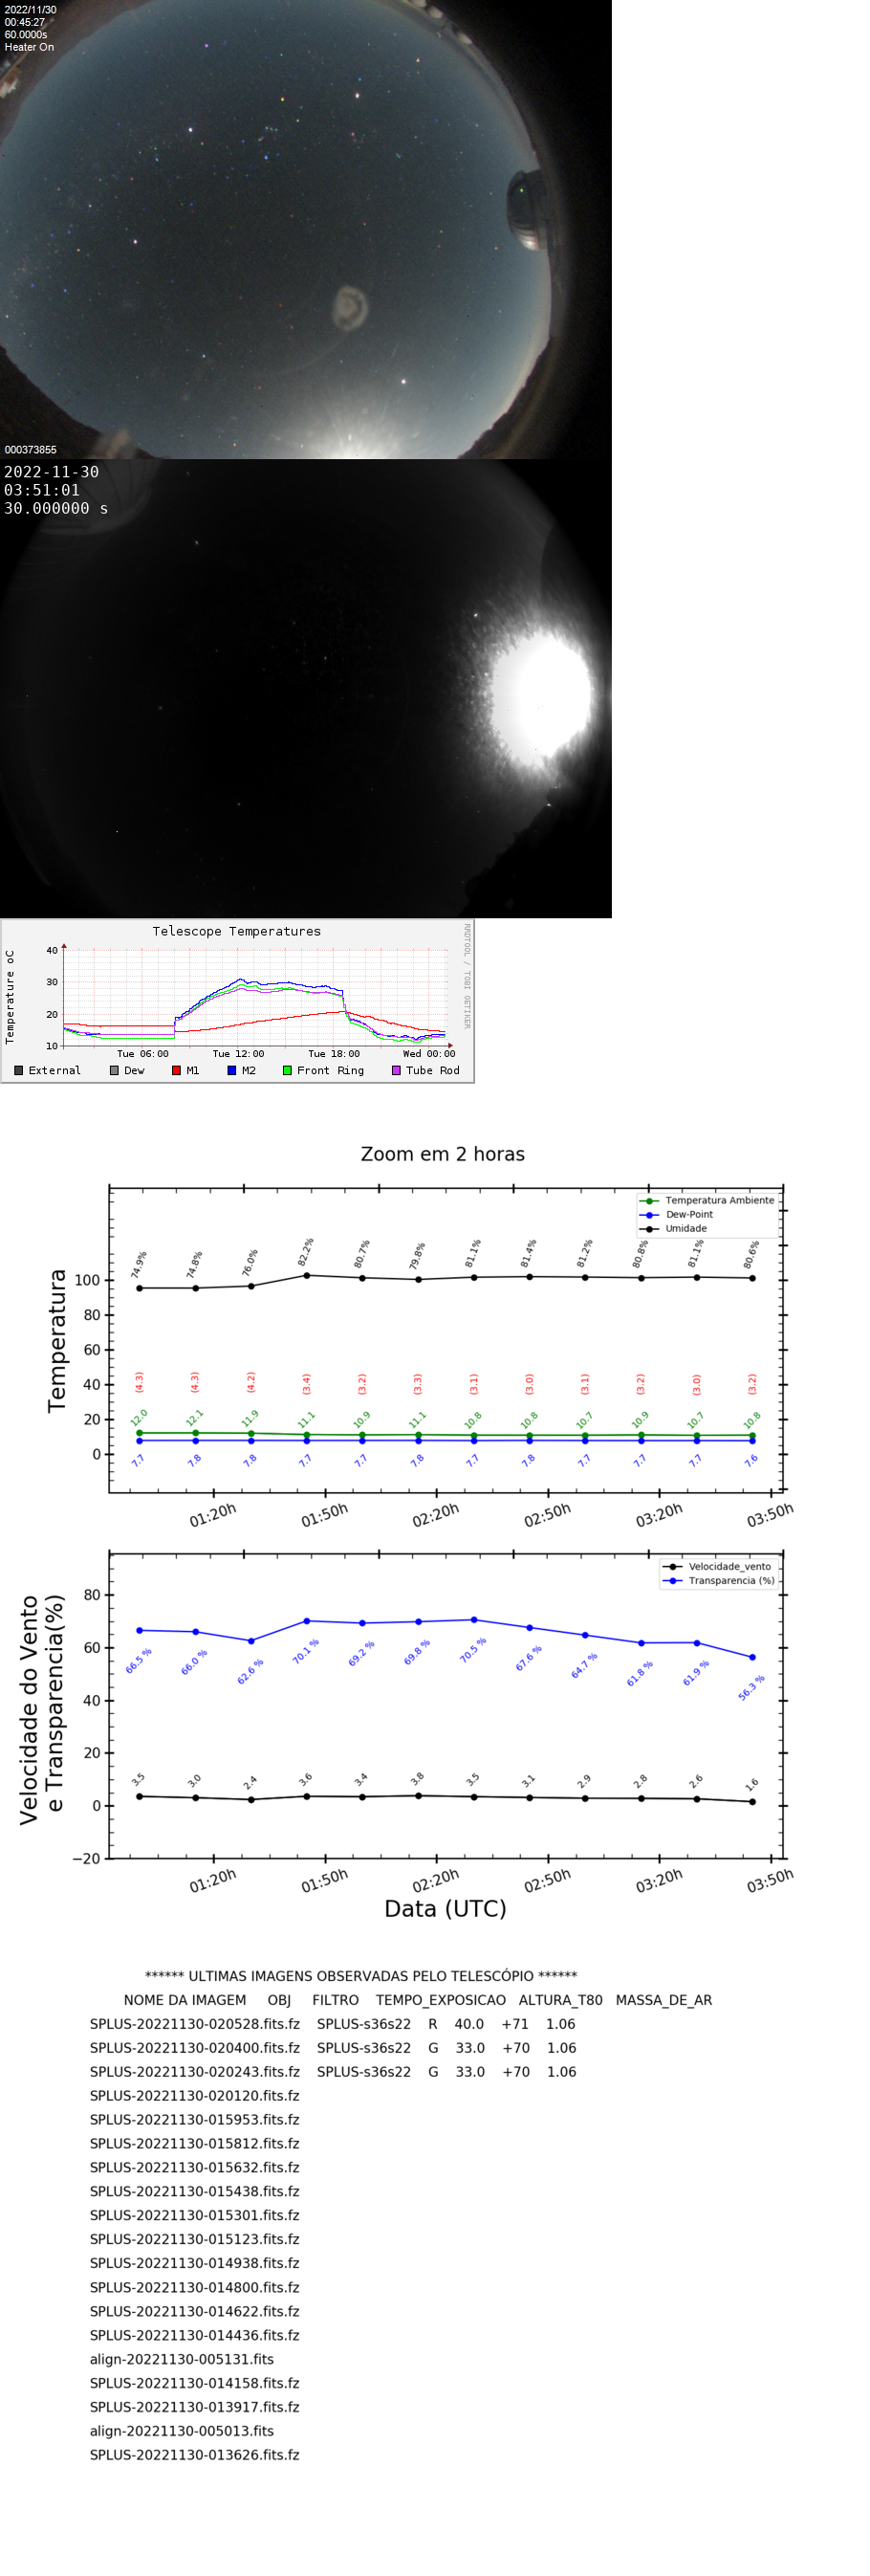 2022/11/30
00:45:27
60.0000s
Heater On
000373855
2022-11-30
03:51:01
30.000000 s
Telescope Temperatures
RRDTOOL / TOBI OETIKER
Temperature oC
40
30
20
10
Tue 06:00 Tue 12:00 Tue 18:00 Wed 00:00
External Dew M1 M2 Front Ring Tube Rod
Zoom em 2 horas
Temperatura Ambiente
Dew-Point
Umidade
Temperatura
100
80
60
40
20
0
74.9% 74.8% 76.0% 82.2% 80.7% 79.8% 81.1% 81.4% 81.2% 80.8% 81.1% 80.6%
(4.3) (4.3) (4.2) (3.4) (3.2) (3.3) (3.1) (3.0) (3.1) (3.2) (3.0) (3.2)
12.0 12.1 11.9 11.1 10.9 11.1 10.8 10.8 10.7 10.9 10.7 10.8
7.7 7.8 7.8 7.7 7.7 7.8 7.7 7.8 7.7 7.7 7.7 7.6
01:20h 01:50h 02:20h 02:50h 03:20h 03:50h
Velocidade_vento
Transparencia (%)
Velocidade do Vento
e Transparencia(%)
80
60
40
20
0
−20
66.5 % 66.0 % 62.6 % 70.1 % 69.2 % 69.8 % 70.5 % 67.6 % 64.7 % 61.8 % 61.9 % 56.3 %
3.5 3.0 2.4 3.6 3.4 3.8 3.5 3.1 2.9 2.8 2.6 1.6
01:20h 01:50h 02:20h 02:50h 03:20h 03:50h
Data (UTC)
****** ULTIMAS IMAGENS OBSERVADAS PELO TELESCÓPIO ******
NOME DA IMAGEM OBJ FILTRO TEMPO_EXPOSICAO ALTURA_T80 MASSA_DE_AR
SPLUS-20221130-020528.fits.fz SPLUS-s36s22 R 40.0 +71 1.06
SPLUS-20221130-020400.fits.fz SPLUS-s36s22 G 33.0 +70 1.06
SPLUS-20221130-020243.fits.fz SPLUS-s36s22 G 33.0 +70 1.06
SPLUS-20221130-020120.fits.fz
SPLUS-20221130-015953.fits.fz
SPLUS-20221130-015812.fits.fz
SPLUS-20221130-015632.fits.fz
SPLUS-20221130-015438.fits.fz
SPLUS-20221130-015301.fits.fz
SPLUS-20221130-015123.fits.fz
SPLUS-20221130-014938.fits.fz
SPLUS-20221130-014800.fits.fz
SPLUS-20221130-014622.fits.fz
SPLUS-20221130-014436.fits.fz
align-20221130-005131.fits
SPLUS-20221130-014158.fits.fz
SPLUS-20221130-013917.fits.fz
align-20221130-005013.fits
SPLUS-20221130-013626.fits.fz